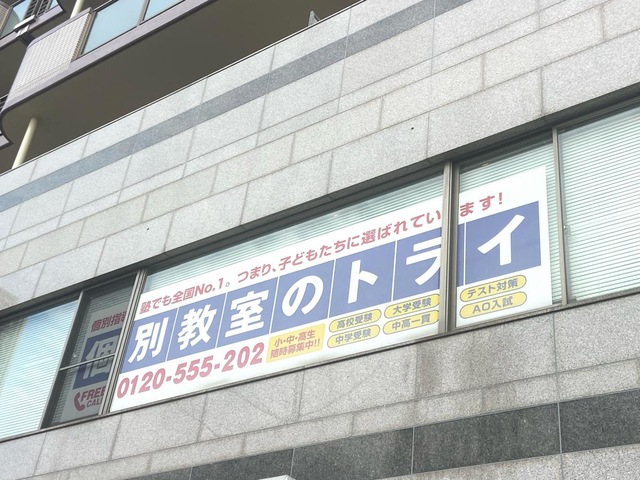 個別指導塾でも全国No.1。つまり、子どもたちに選ばれています!
個別教室のトライ
FREE CALL 0120-555-202
小・中・高生
随時募集中!!
高校受験
大学受験
テスト対策
中学受験
中高一貫
AO入試